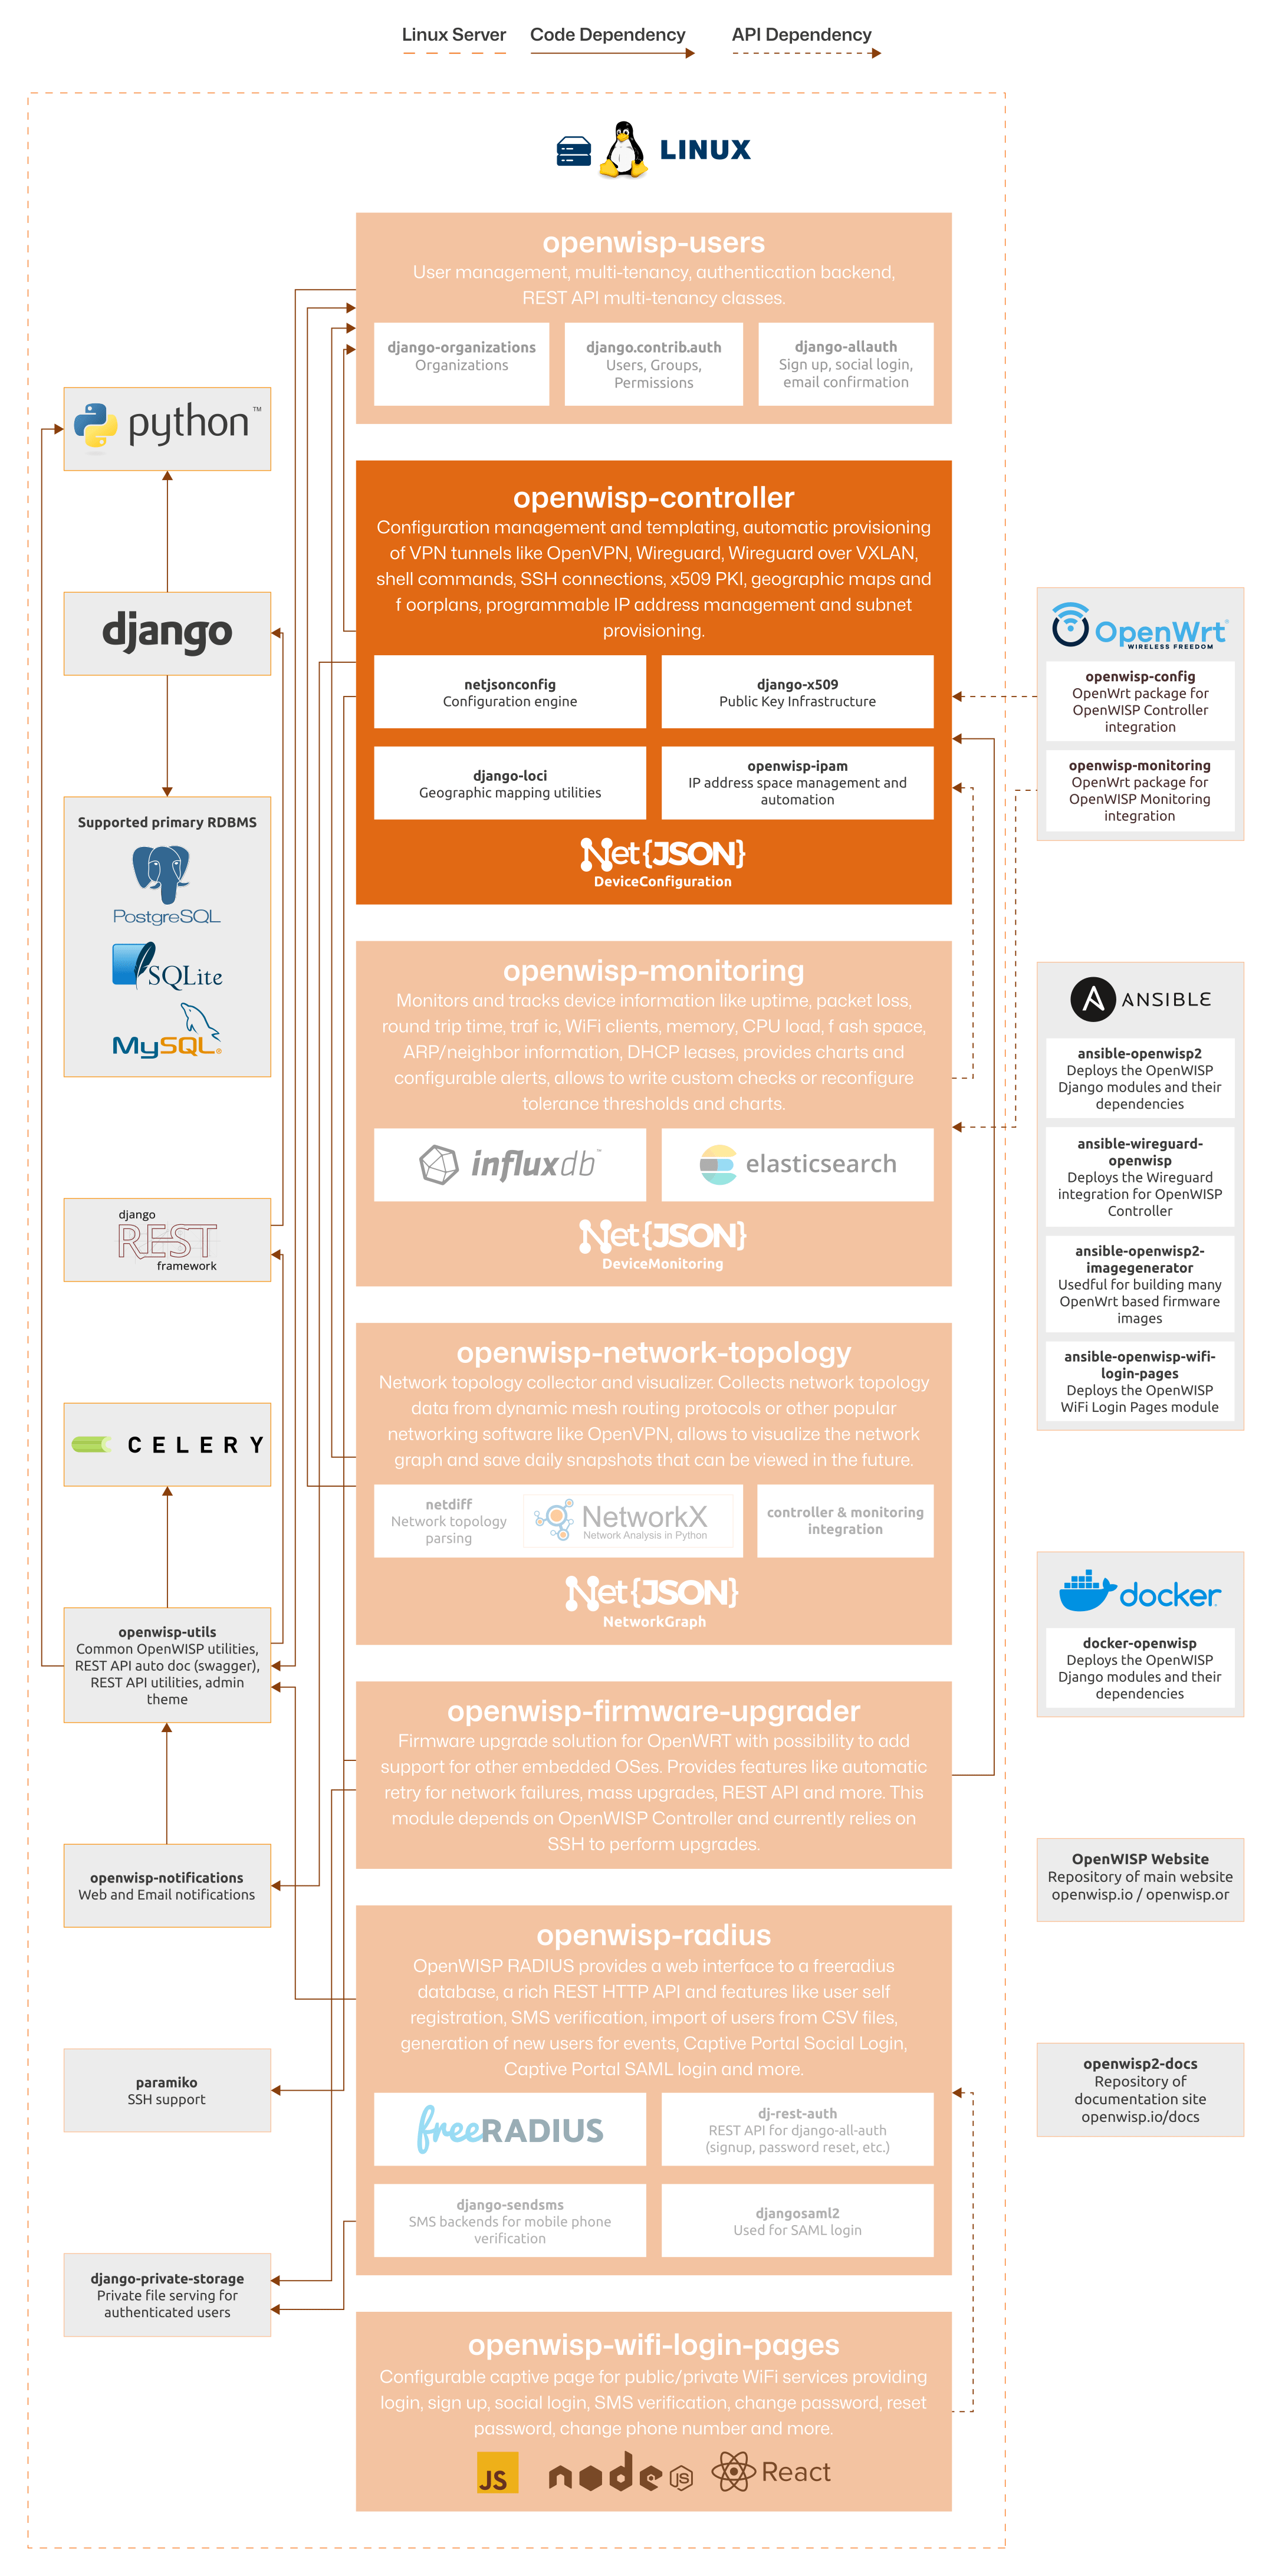 Linux Server
Code Dependency
API Dependency
LINUX
openwisp-users
User management, multi-tenancy, authentication backend,
REST API multi-tenancy classes.
django-organizations
Organizations
django.contrib.auth
Users, Groups,
Permissions
django-allauth
Sign up, social login,
email confirmation
python™
django
Supported primary RDBMS
PostgreSQL
SQLite
MySQL®
django
REST
framework
CELERY
openwisp-utils
Common OpenWISP utilities,
REST API auto doc (swagger),
REST API utilities, admin
theme
openwisp-notifications
Web and Email notifications
paramiko
SSH support
django-private-storage
Private file serving for
authenticated users
openwisp-controller
Configuration management and templating, automatic provisioning
of VPN tunnels like OpenVPN, Wireguard, Wireguard over VXLAN,
shell commands, SSH connections, x509 PKI, geographic maps and
f oorplans, programmable IP address management and subnet
provisioning.
netjsonconfig
Configuration engine
django-x509
Public Key Infrastructure
django-loci
Geographic mapping utilities
openwisp-ipam
IP address space management and
automation
Net{JSON}
DeviceConfiguration
openwisp-monitoring
Monitors and tracks device information like uptime, packet loss,
round trip time, traf ic, WiFi clients, memory, CPU load, f ash space,
ARP/neighbor information, DHCP leases, provides charts and
configurable alerts, allows to write custom checks or reconfigure
tolerance thresholds and charts.
influxdb™
elasticsearch
Net{JSON}
DeviceMonitoring
openwisp-network-topology
Network topology collector and visualizer. Collects network topology
data from dynamic mesh routing protocols or other popular
networking software like OpenVPN, allows to visualize the network
graph and save daily snapshots that can be viewed in the future.
netdiff
Network topology
parsing
NetworkX
Network Analysis in Python
controller & monitoring
integration
Net{JSON}
NetworkGraph
openwisp-firmware-upgrader
Firmware upgrade solution for OpenWRT with possibility to add
support for other embedded OSes. Provides features like automatic
retry for network failures, mass upgrades, REST API and more. This
module depends on OpenWISP Controller and currently relies on
SSH to perform upgrades.
openwisp-radius
OpenWISP RADIUS provides a web interface to a freeradius
database, a rich REST HTTP API and features like user self
registration, SMS verification, import of users from CSV files,
generation of new users for events, Captive Portal Social Login,
Captive Portal SAML login and more.
freeRADIUS
dj-rest-auth
REST API for django-all-auth
(signup, password reset, etc.)
django-sendsms
SMS backends for mobile phone
verification
djangosaml2
Used for SAML login
openwisp-wifi-login-pages
Configurable captive page for public/private WiFi services providing
login, sign up, social login, SMS verification, change password, reset
password, change phone number and more.
JS
node
JS
React
OpenWrt®
WIRELESS FREEDOM
openwisp-config
OpenWrt package for
OpenWISP Controller
integration
openwisp-monitoring
OpenWrt package for
OpenWISP Monitoring
integration
ANSIBLE
ansible-openwisp2
Deploys the OpenWISP
Django modules and their
dependencies
ansible-wireguard-
openwisp
Deploys the Wireguard
integration for OpenWISP
Controller
ansible-openwisp2-
imagegenerator
Usedful for building many
OpenWrt based firmware
images
ansible-openwisp-wifi-
login-pages
Deploys the OpenWISP
WiFi Login Pages module
docker
docker-openwisp
Deploys the OpenWISP
Django modules and their
dependencies
OpenWISP Website
Repository of main website
openwisp.io / openwisp.or
openwisp2-docs
Repository of
documentation site
openwisp.io/docs